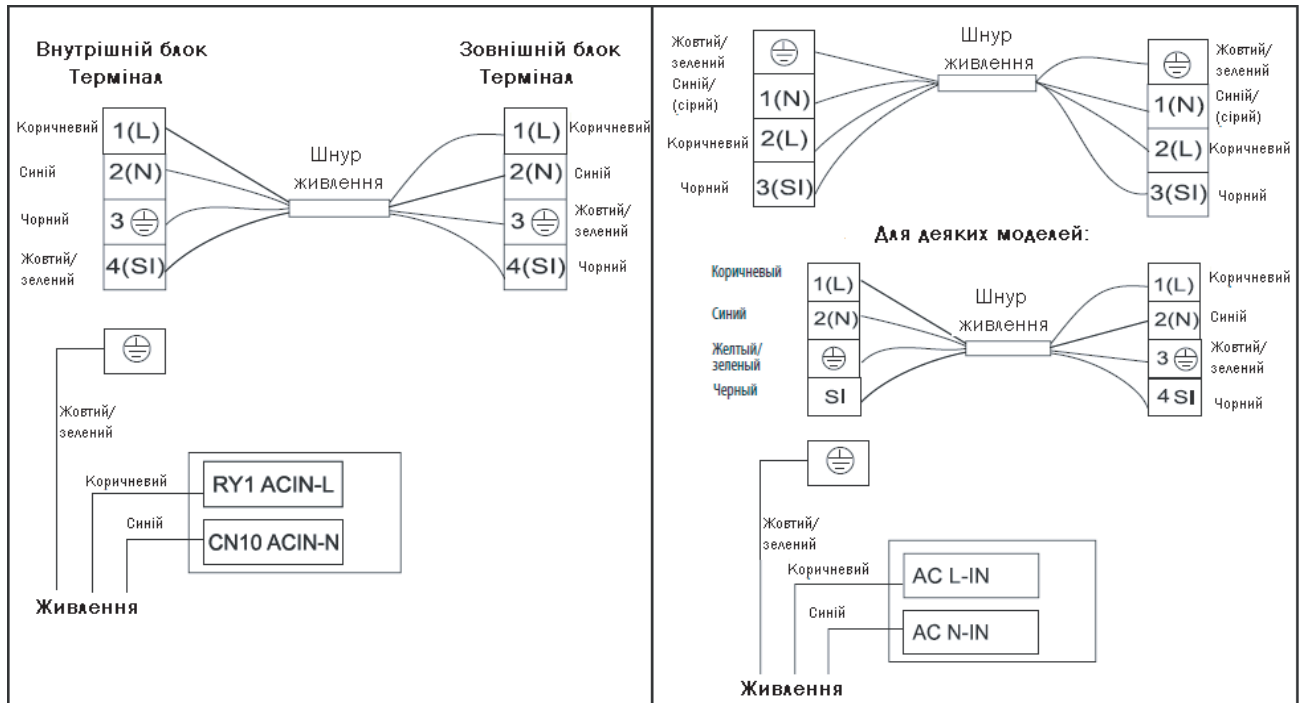 Внутрішній блок
Термінал
Зовнішній блок
Термінал
Коричневий
1(L)
Синій
2(N)
Чорний
3
Жовтий/
зелений
4(SI)
Шнур
живлення
1(L)
Коричневий
2(N)
Синій
3
Жовтий/
зелений
4(SI)
Чорний
Жовтий/
зелений
Коричневий
RY1 ACIN-L
Синій
CN10 ACIN-N
Живлення
Жовтий/
зелений
Синій/
(сірий)
1(N)
Коричневий
2(L)
Чорний
3(SI)
Шнур
живлення
Жовтий/
зелений
1(N)
Синій/
(сірий)
2(L)
Коричневий
3(SI)
Чорний
Для деяких моделей:
Коричневый
1(L)
Синий
2(N)
Желтый/
зеленый
Черный
SI
Шнур
живлення
1(L)
Коричневий
2(N)
Синій
3
Жовтий/
зелений
4 SI
Чорний
Жовтий/
зелений
Коричневий
AC L-IN
Синій
AC N-IN
Живлення